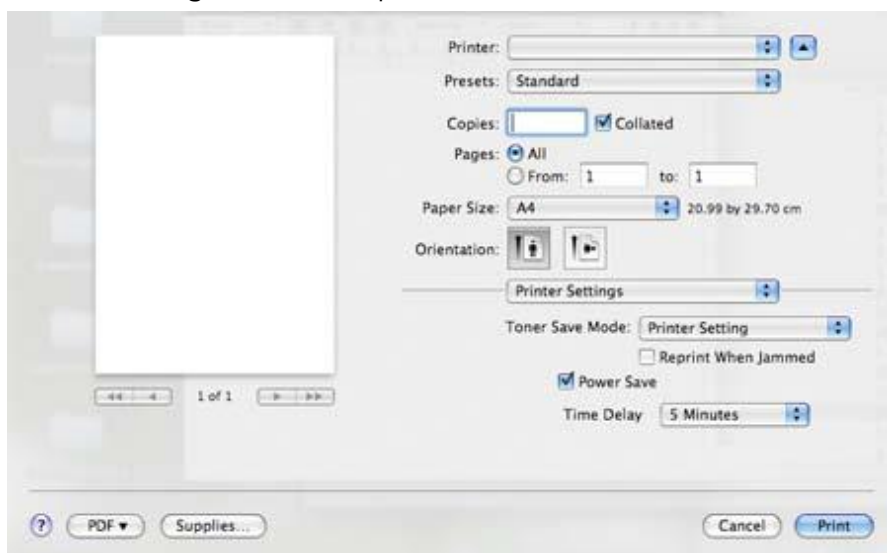 Printer:
Presets: Standard
Copies: Collated
Pages: All
From: 1 to: 1
Paper Size: A4 20.99 by 29.70 cm
Orientation:
Printer Settings
Toner Save Mode: Printer Setting
Reprint When Jammed
Power Save
Time Delay 5 Minutes
1 of 1
? PDF Supplies... Cancel Print